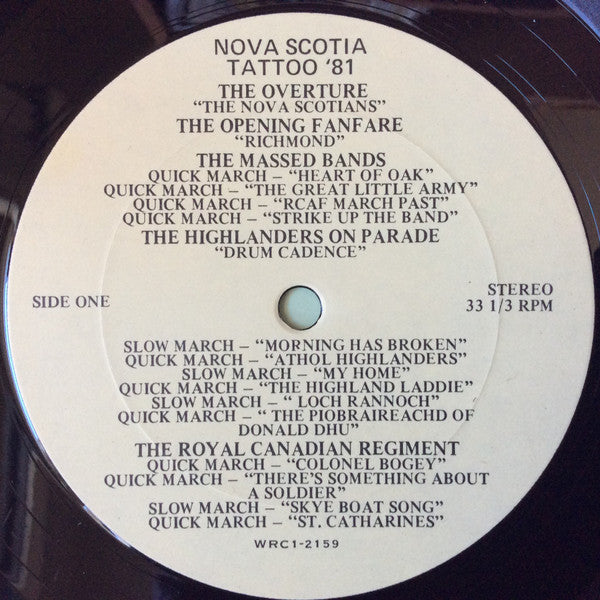 NOVA SCOTIA
TATTOO '81
THE OVERTURE
"THE NOVA SCOTIANS"
THE OPENING FANFARE
"RICHMOND"
THE MASSED BANDS
QUICK MARCH – "HEART OF OAK"
QUICK MARCH – "THE GREAT LITTLE ARMY"
QUICK MARCH – "RCAF MARCH PAST"
QUICK MARCH – "STRIKE UP THE BAND"
THE HIGHLANDERS ON PARADE
"DRUM CADENCE"
SIDE ONE
STEREO
33 1/3 RPM
SLOW MARCH – "MORNING HAS BROKEN"
QUICK MARCH – "ATHOL HIGHLANDERS"
SLOW MARCH – "MY HOME"
QUICK MARCH – "THE HIGHLAND LADDIE"
SLOW MARCH – " LOCH RANNOCH"
QUICK MARCH – " THE PIOBRAIREACHD OF
DONALD DHU"
THE ROYAL CANADIAN REGIMENT
QUICK MARCH – "COLONEL BOGEY"
QUICK MARCH – "THERE'S SOMETHING ABOUT
A SOLDIER"
SLOW MARCH – "SKYE BOAT SONG"
QUICK MARCH – "ST. CATHARINES"
WRC1-2159